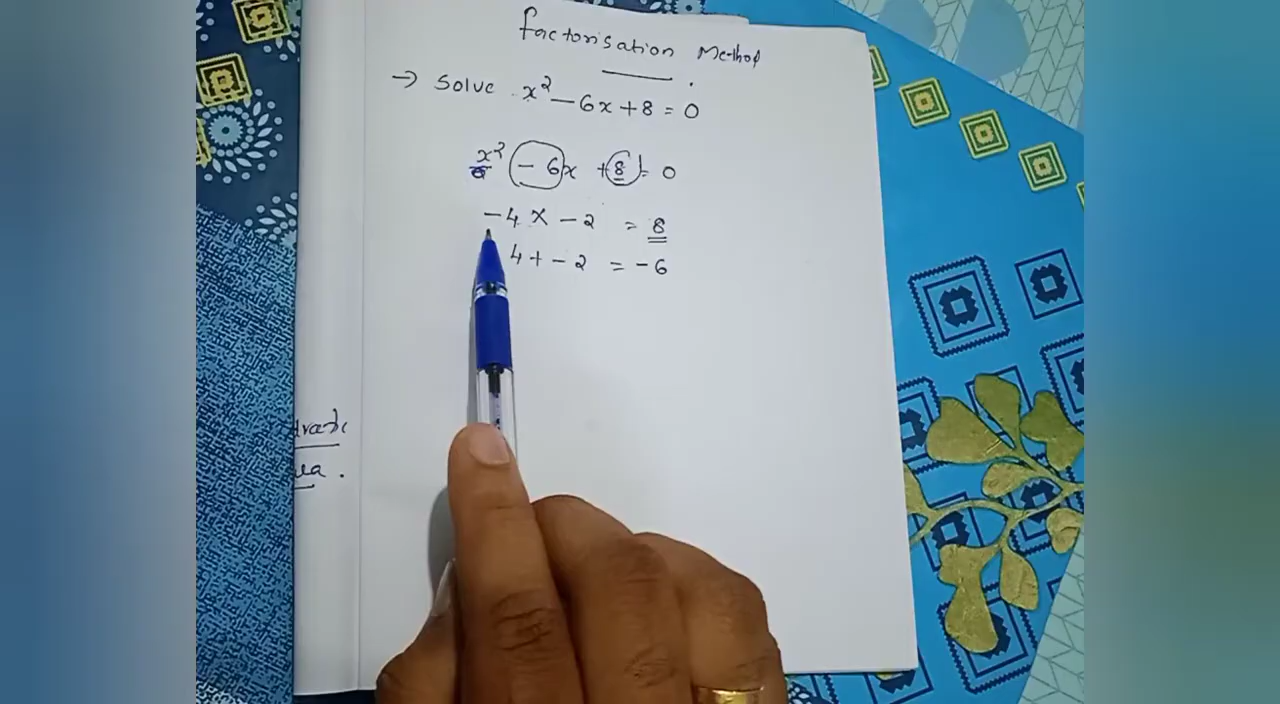 Factorisation Method
→ Solve x² - 6x + 8 = 0
x² - 6x + 8 = 0
-4 x -2 = 8
4 + -2 = -6